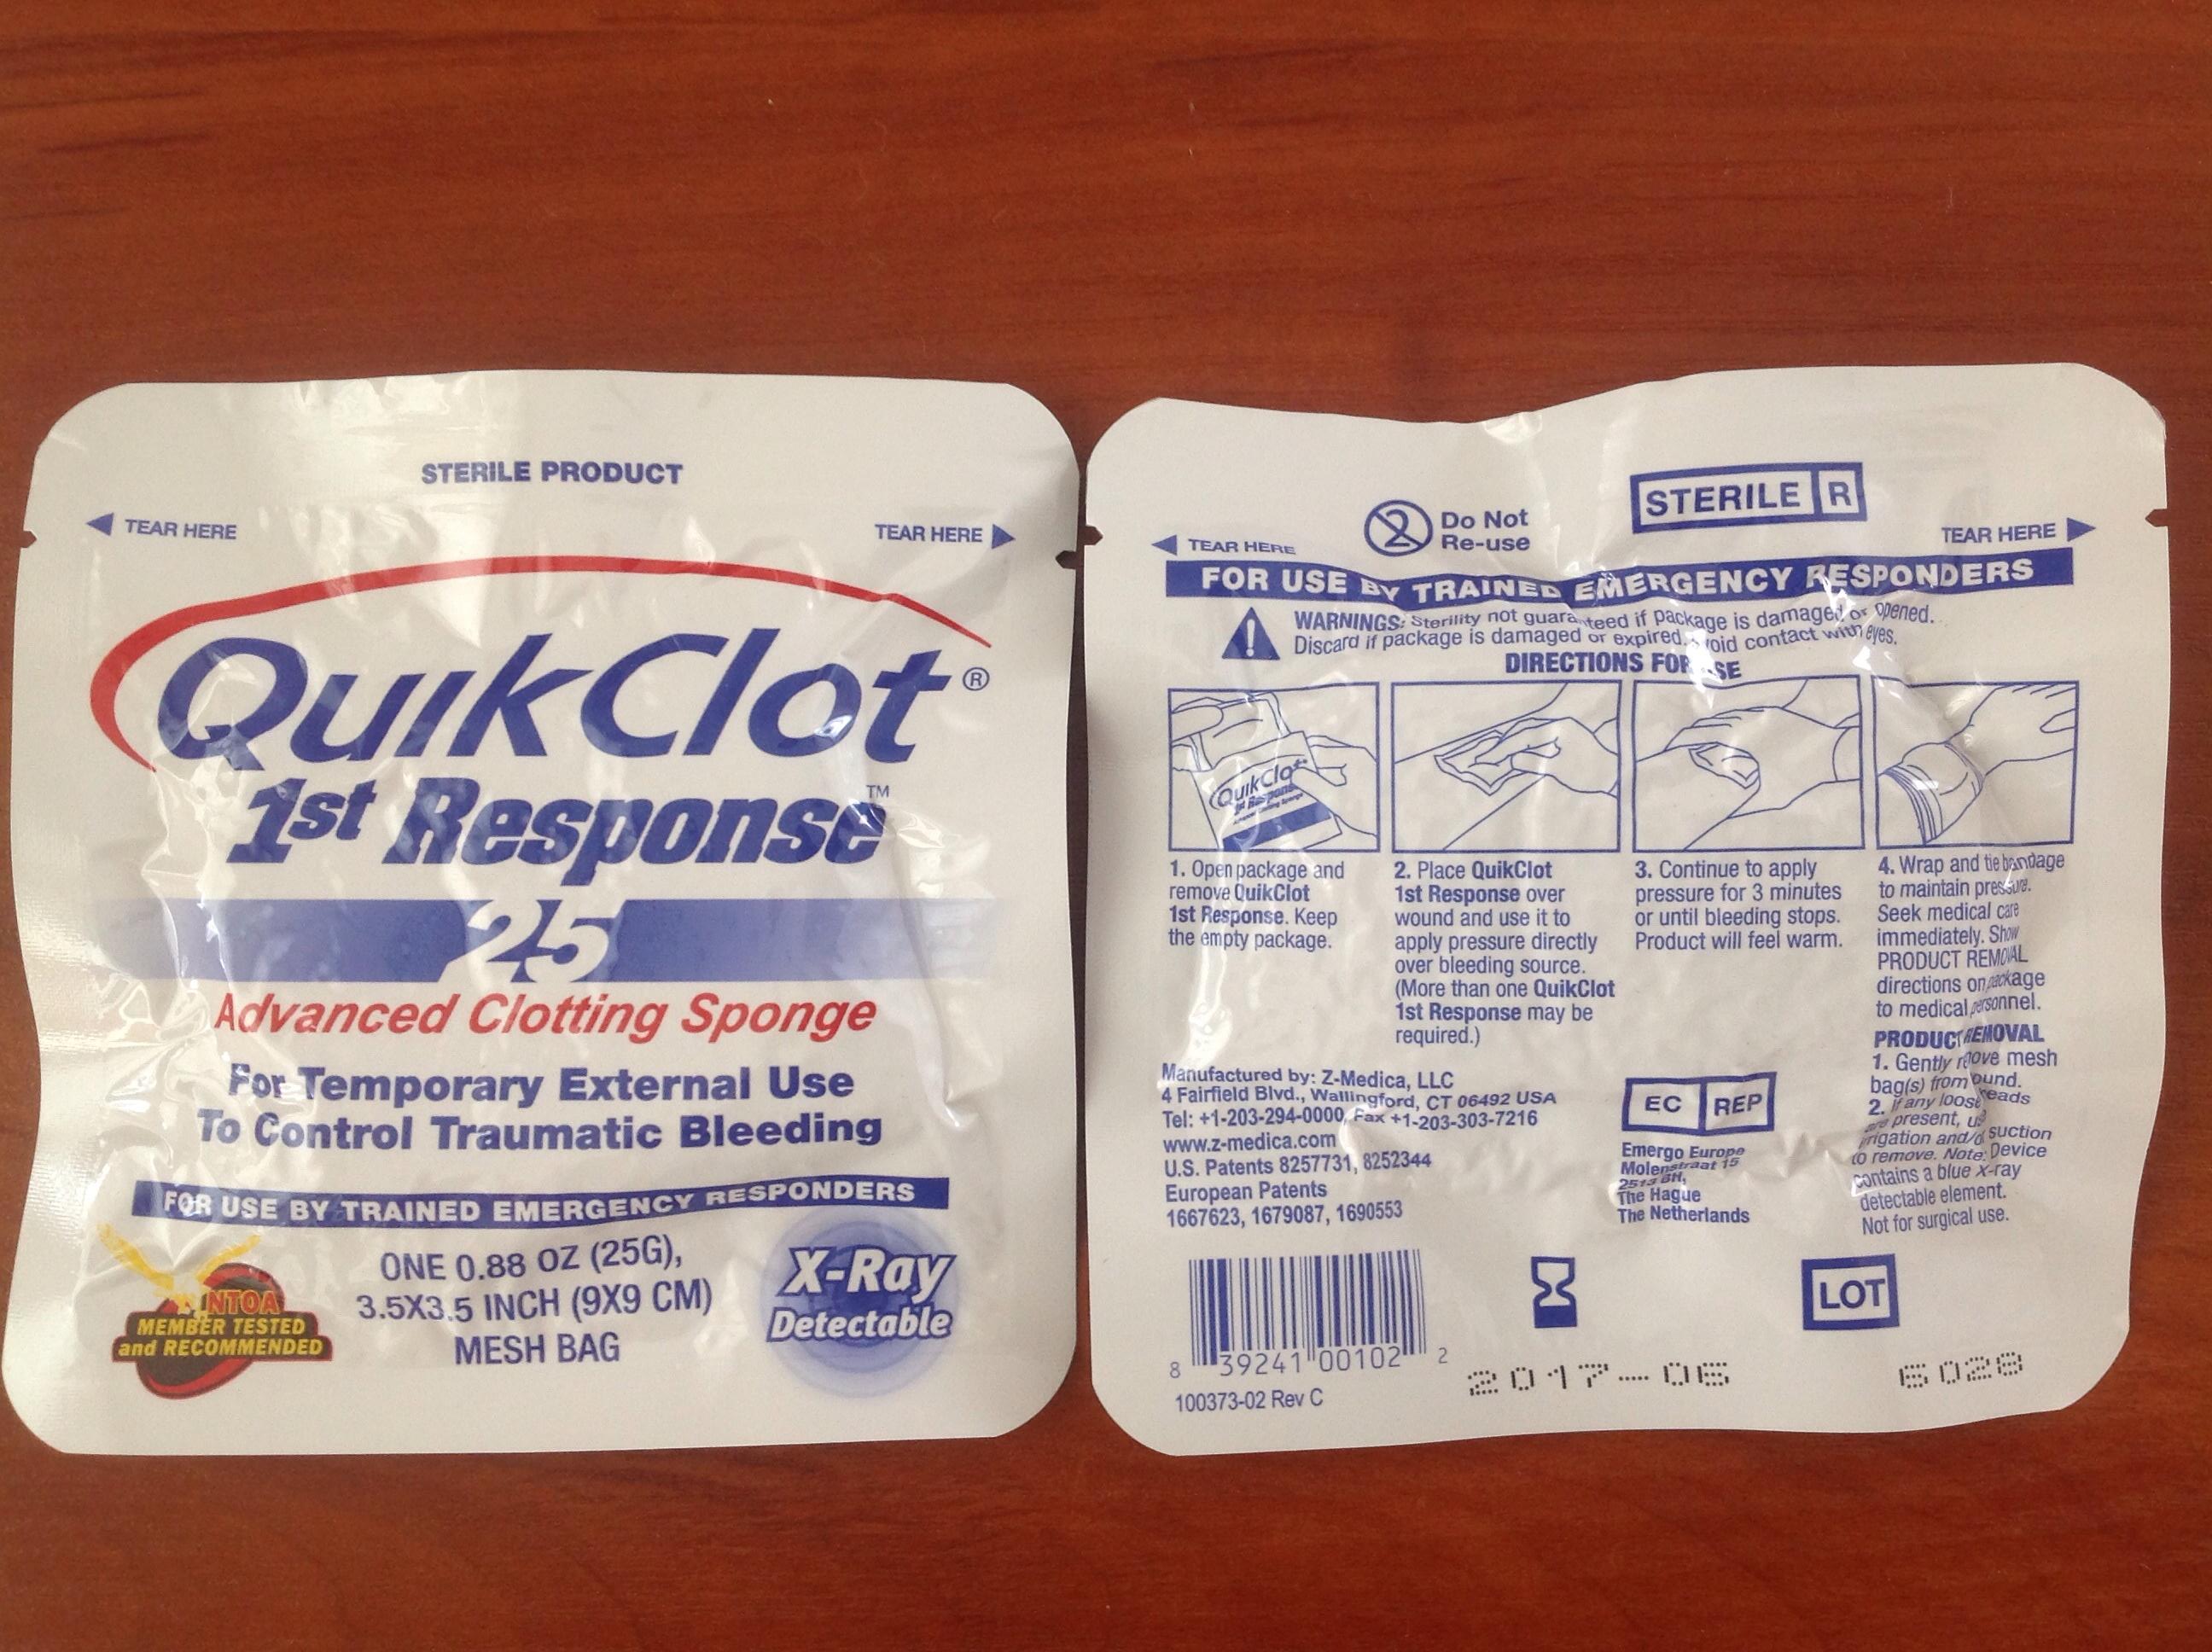 STERILE PRODUCT
TEAR HERE
TEAR HERE
QuikClot®
1st Response™
25
Advanced Clotting Sponge
For Temporary External Use
To Control Traumatic Bleeding
FOR USE BY TRAINED EMERGENCY RESPONDERS
NTOA
MEMBER TESTED
and RECOMMENDED
ONE 0.88 OZ (25G),
3.5X3.5 INCH (9X9 CM)
MESH BAG
X-Ray
Detectable
2 Do Not
Re-use
STERILE R
TEAR HERE
TEAR HERE
FOR USE BY TRAINED EMERGENCY RESPONDERS
WARNINGS: Sterility not guaranteed if package is damaged or opened.
Discard if package is damaged or expired. Avoid contact with eyes.
DIRECTIONS FOR USE
QuikClot
1st Response
1. Open package and
remove QuikClot
1st Response. Keep
the empty package.
2. Place QuikClot
1st Response over
wound and use it to
apply pressure directly
over bleeding source.
(More than one QuikClot
1st Response may be
required.)
3. Continue to apply
pressure for 3 minutes
or until bleeding stops.
Product will feel warm.
4. Wrap and tie bandage
to maintain pressure.
Seek medical care
immediately. Show
PRODUCT REMOVAL
directions on package
to medical personnel.
PRODUCT REMOVAL
1. Gently remove mesh
bag(s) from wound.
2. If any loose beads
are present, use
irrigation and/or suction
to remove. Note: Device
contains a blue x-ray
detectable element.
Not for surgical use.
Manufactured by: Z-Medica, LLC
4 Fairfield Blvd., Wallingford, CT 06492 USA
Tel: +1-203-294-0000, Fax +1-203-303-7216
www.z-medica.com
U.S. Patents 8257731, 8252344
European Patents
1667623, 1679087, 1690553
EC REP
Emergo Europe
Molenstraat 15
2513 BH,
The Hague
The Netherlands
8 39241 00102 2
100373-02 Rev C
2017-06
LOT
6028